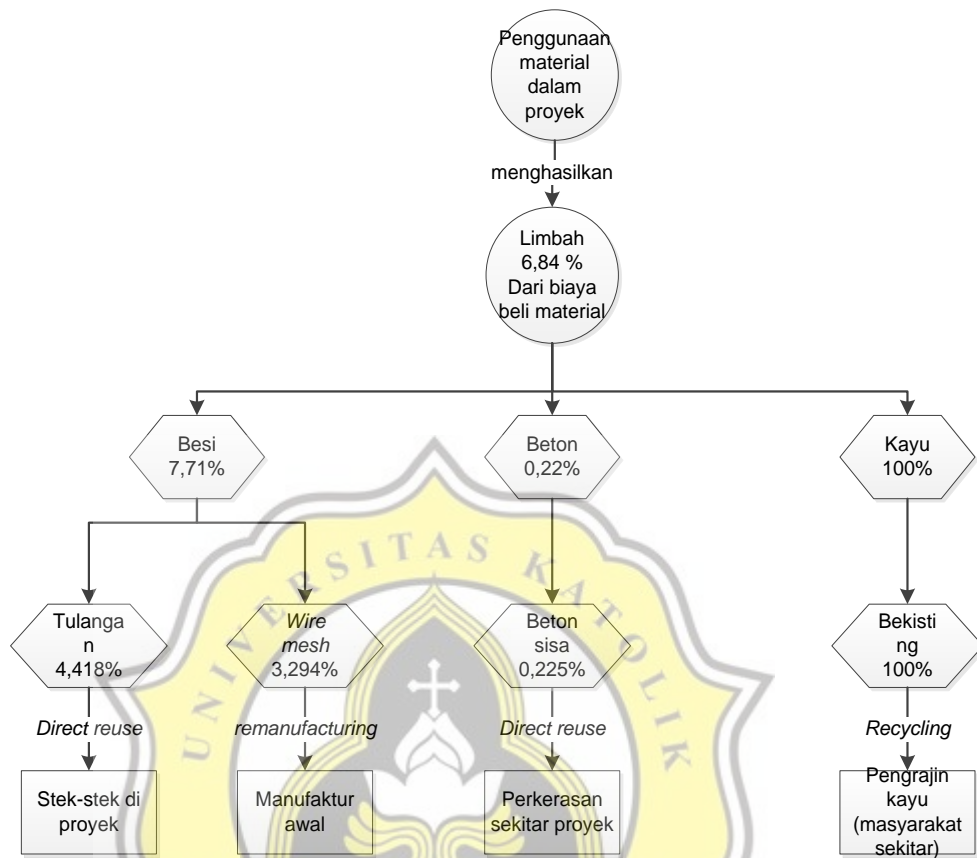 Penggunaan
material
dalam
proyek
menghasilkan
Limbah
6,84 %
Dari biaya
beli material
Besi
7,71%
Beton
0,22%
Kayu
100%
UNIVERSITAS KATOLIK
Tulanga
n
4,418%
Wire
mesh
3,294%
Beton
sisa
0,225%
Bekisti
ng
100%
Direct reuse
remanufacturing
Direct reuse
Recycling
Stek-stek di
proyek
Manufaktur
awal
Perkerasan
sekitar proyek
Pengrajin
kayu
(masyarakat
sekitar)